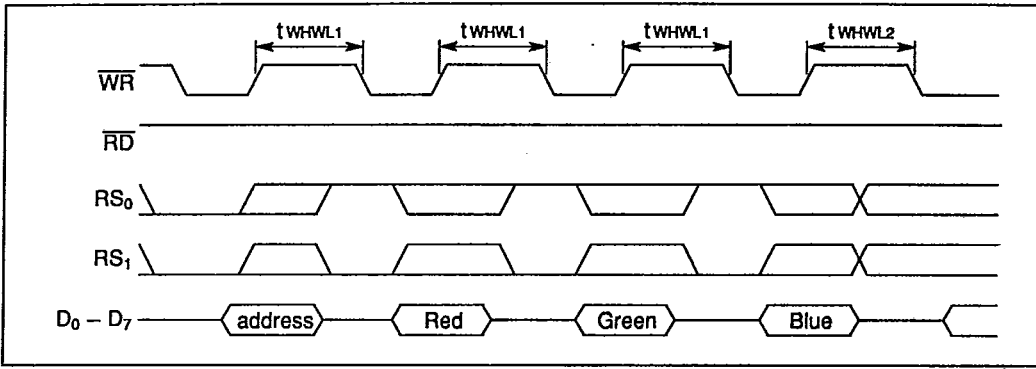 tWHWL1 tWHWL1 tWHWL1 tWHWL2
WR
RD
RS0
RS1
D0 – D7 address Red Green Blue